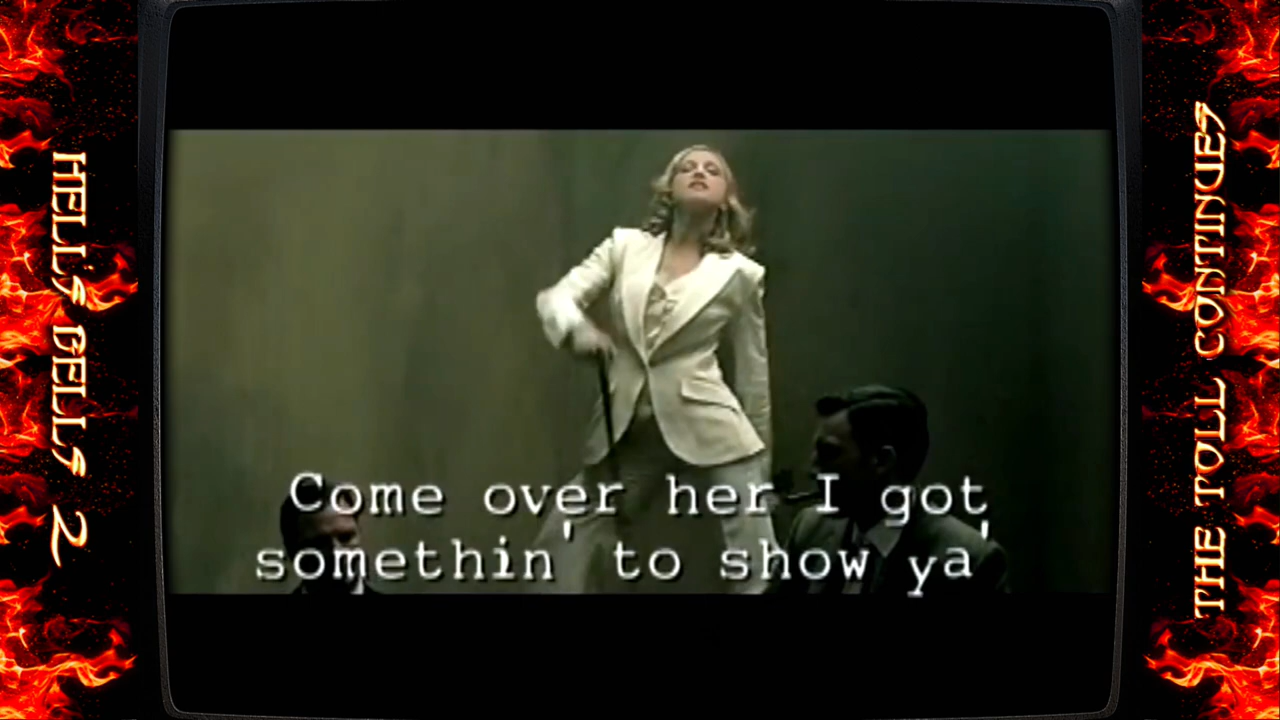 HELL'S BELLS 2
Come over her I got
somethin' to show ya'
THE TOLL CONTINUES